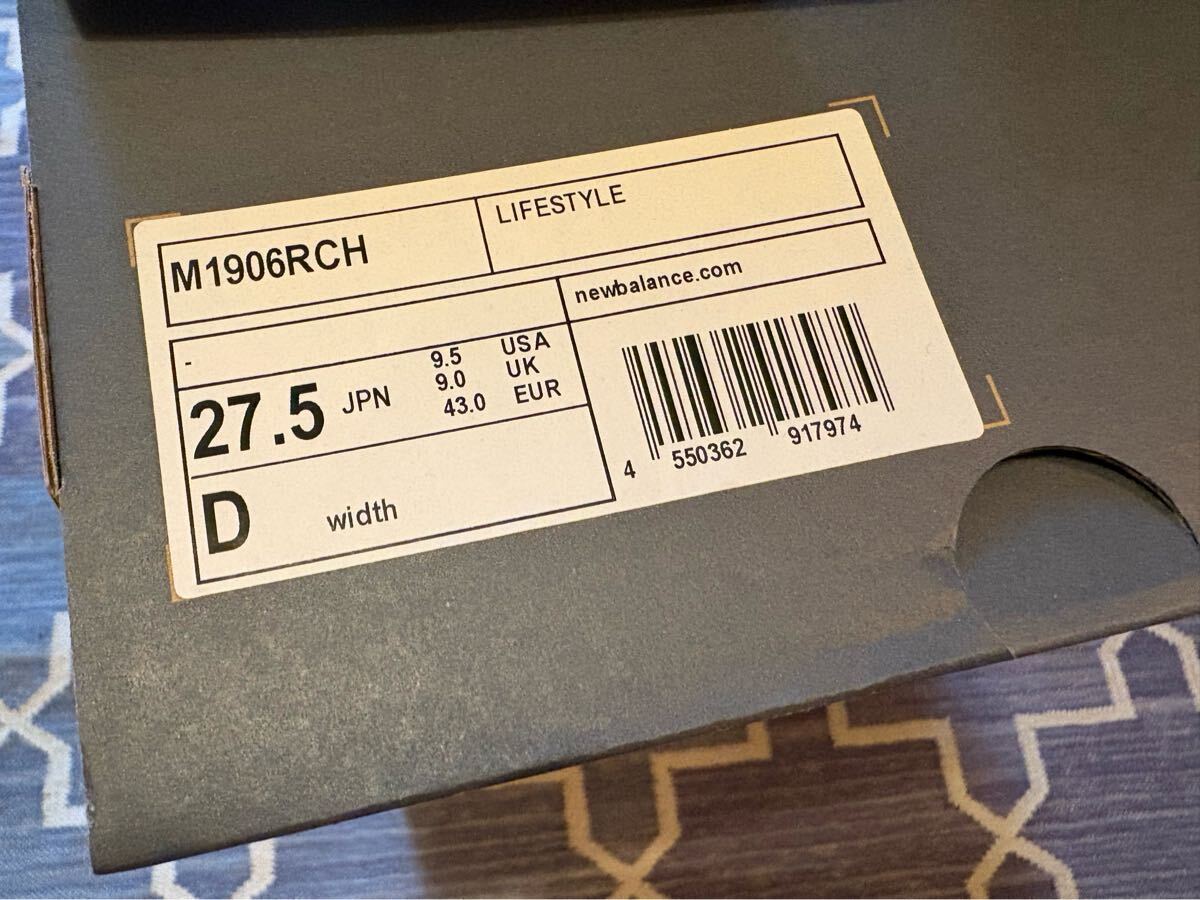 M1906RCH
LIFESTYLE
newbalance.com
-
27.5 JPN
9.5 USA
9.0 UK
43.0 EUR
D width
4 550362 917974